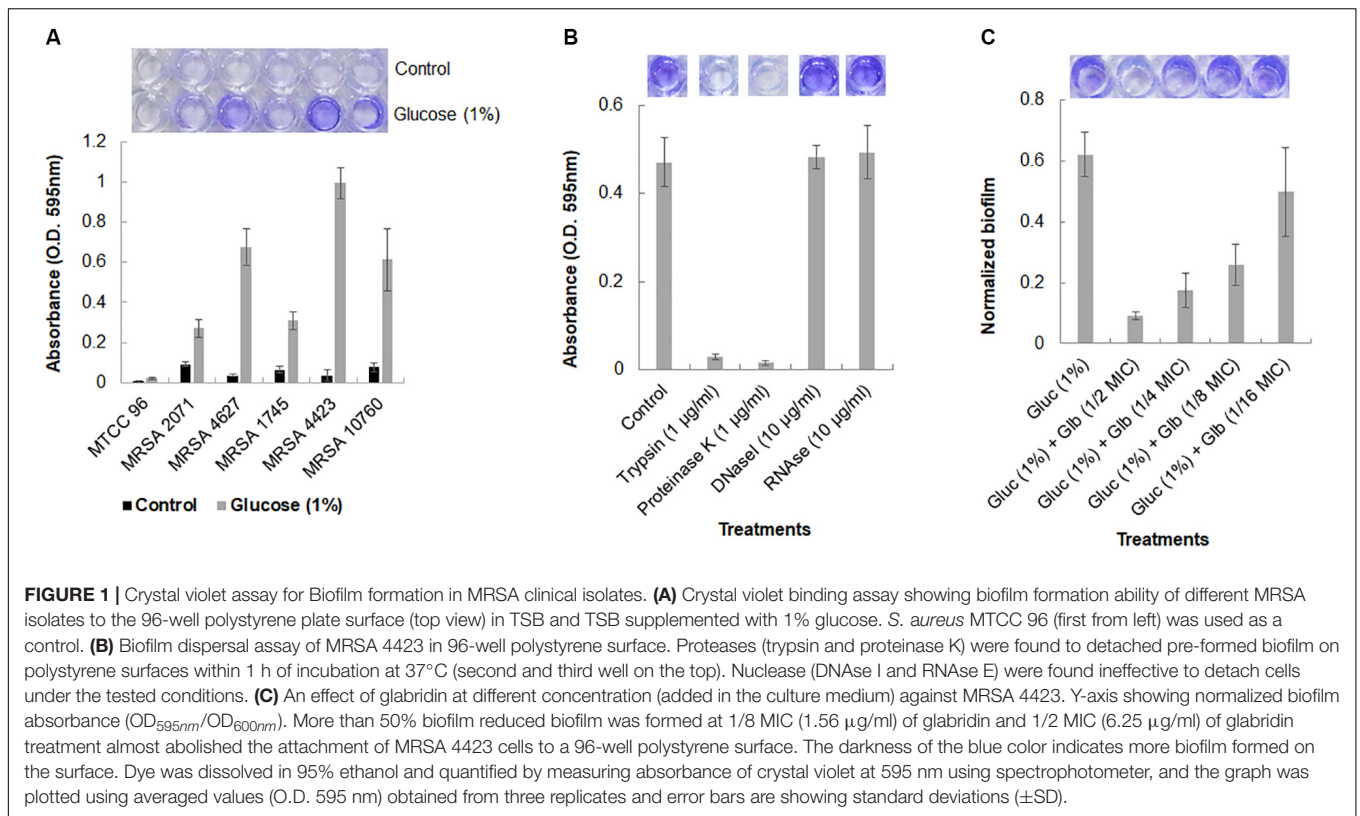 A
Control
Glucose (1%)
Absorbance (O.D. 595nm)
1.2
1
0.8
0.6
0.4
0.2
0
MTCC 96
MRSA 2071
MRSA 4627
MRSA 1745
MRSA 4423
MRSA 10760
Control Glucose (1%)
B
Absorbance (O.D. 595nm)
0.6
0.4
0.2
0
Control
Trypsin (1 µg/ml)
Proteinase K (1 µg/ml)
DNaseI (10 µg/ml)
RNAse (10 µg/ml)
Treatments
C
Normalized biofilm
0.8
0.6
0.4
0.2
0
Gluc (1%)
Gluc (1%) + Glb (1/2 MIC)
Gluc (1%) + Glb (1/4 MIC)
Gluc (1%) + Glb (1/8 MIC)
Gluc (1%) + Glb (1/16 MIC)
Treatments
FIGURE 1 | Crystal violet assay for Biofilm formation in MRSA clinical isolates. (A) Crystal violet binding assay showing biofilm formation ability of different MRSA
isolates to the 96-well polystyrene plate surface (top view) in TSB and TSB supplemented with 1% glucose. S. aureus MTCC 96 (first from left) was used as a
control. (B) Biofilm dispersal assay of MRSA 4423 in 96-well polystyrene surface. Proteases (trypsin and proteinase K) were found to detached pre-formed biofilm on
polystyrene surfaces within 1 h of incubation at 37°C (second and third well on the top). Nuclease (DNAse I and RNAse E) were found ineffective to detach cells
under the tested conditions. (C) An effect of glabridin at different concentration (added in the culture medium) against MRSA 4423. Y-axis showing normalized biofilm
absorbance (OD595nm/OD600nm). More than 50% biofilm reduced biofilm was formed at 1/8 MIC (1.56 µg/ml) of glabridin and 1/2 MIC (6.25 µg/ml) of glabridin
treatment almost abolished the attachment of MRSA 4423 cells to a 96-well polystyrene surface. The darkness of the blue color indicates more biofilm formed on
the surface. Dye was dissolved in 95% ethanol and quantified by measuring absorbance of crystal violet at 595 nm using spectrophotometer, and the graph was
plotted using averaged values (O.D. 595 nm) obtained from three replicates and error bars are showing standard deviations (±SD).